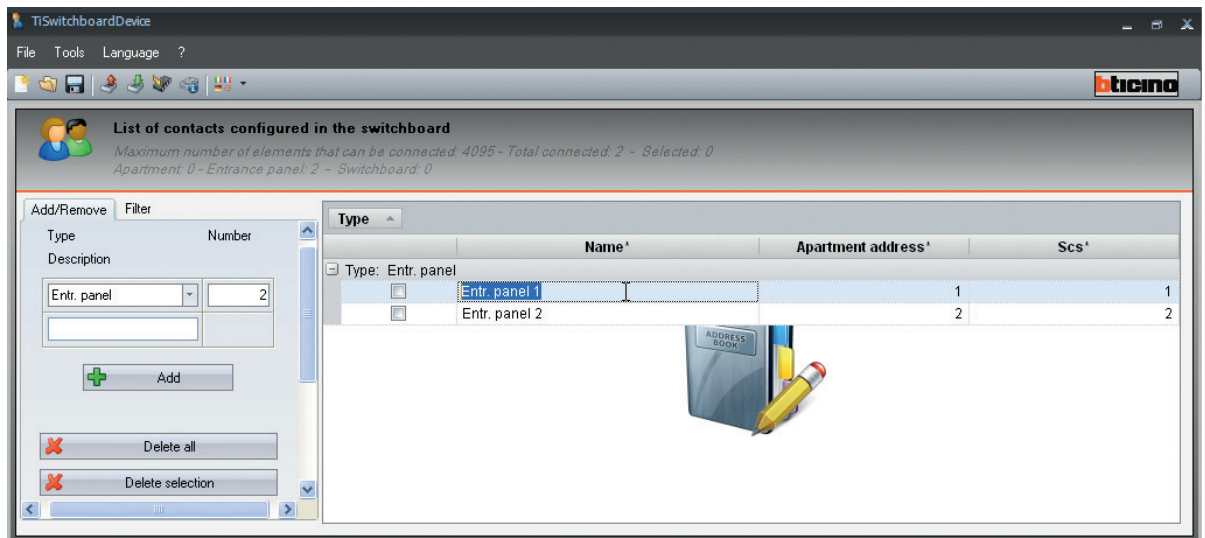 TiSwitchboardDevice
File Tools Language ?
bticino
List of contacts configured in the switchboard
Maximum number of elements that can be connected: 4095 - Total connected: 2 - Selected: 0
Apartment: 0 - Entrance panel: 2 - Switchboard: 0
Add/Remove Filter
Type Number
Description
Entr. panel 2
Add
Delete all
Delete selection
Type
Name* Apartment address* Scs*
Type: Entr. panel
Entr. panel 1 1 1
Entr. panel 2 2 2
ADDRESS
BOOK